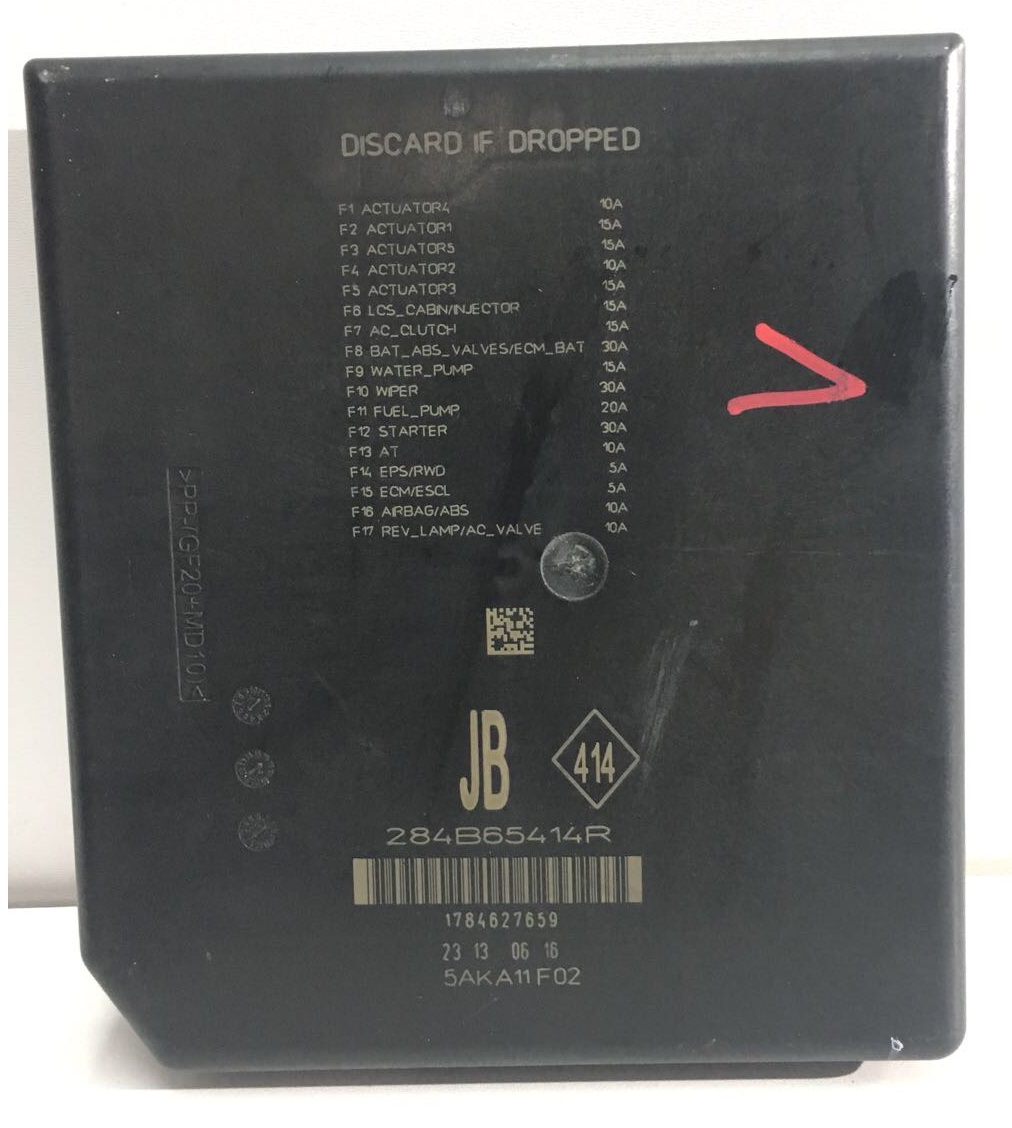 DISCARD IF DROPPED
F1 ACTUATOR4 10A
F2 ACTUATOR1 15A
F3 ACTUATOR5 15A
F4 ACTUATOR2 10A
F5 ACTUATOR3 15A
F6 LCS_CABIN/INJECTOR 15A
F7 AC_CLUTCH 15A
F8 BAT_ABS_VALVES/ECM_BAT 30A
F9 WATER_PUMP 15A
F10 WIPER 30A
F11 FUEL_PUMP 20A
F12 STARTER 30A
F13 AT 10A
F14 EPS/RWD 5A
F15 ECM/ESCL 5A
F16 AIRBAG/ABS 10A
F17 REV_LAMP/AC_VALVE 10A
JB
414
284B65414R
1784627659
23 13 06 16
5AKA11F02